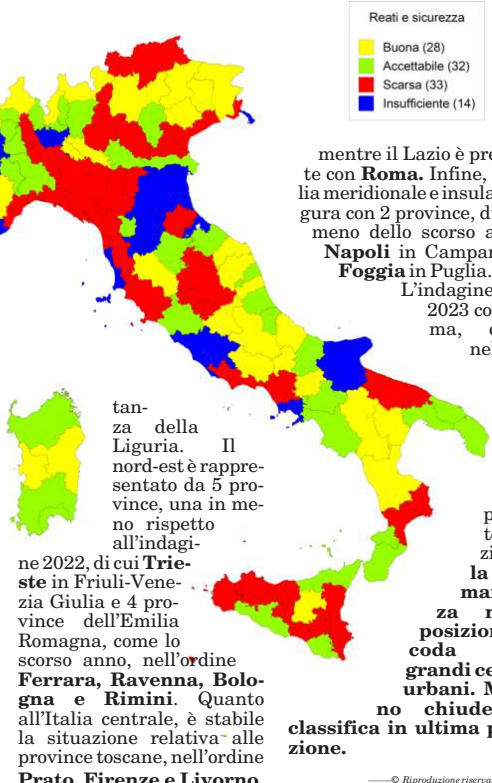 Reati e sicurezza
Buona (28)
Accettabile (32)
Scarsa (33)
Insufficiente (14)
tan-
za della
Liguria. Il
nord-est è rappre-
sentato da 5 pro-
vince, una in me-
no rispetto
all'indagi-
ne 2022, di cui Trie-
ste in Friuli-Vene-
zia Giulia e 4 pro-
vince dell'Emilia
Romagna, come lo
scorso anno, nell'ordine
Ferrara, Ravenna, Bolo-
gna e Rimini. Quanto
all'Italia centrale, è stabile
la situazione relativa alle
province toscane, nell'ordine
Prato, Firenze e Livorno,
mentre il Lazio è pre
te con Roma. Infine,
lia meridionale e insula
gura con 2 province, d
meno dello scorso a
Napoli in Campan
Foggia in Puglia.
L'indagine
2023 co
ma,
nel
p
te
zi
la
man
za
posizion
coda
grandi ce
urbani. M
no chiude
classifica in ultima p
zione.
© Riproduzione riserva